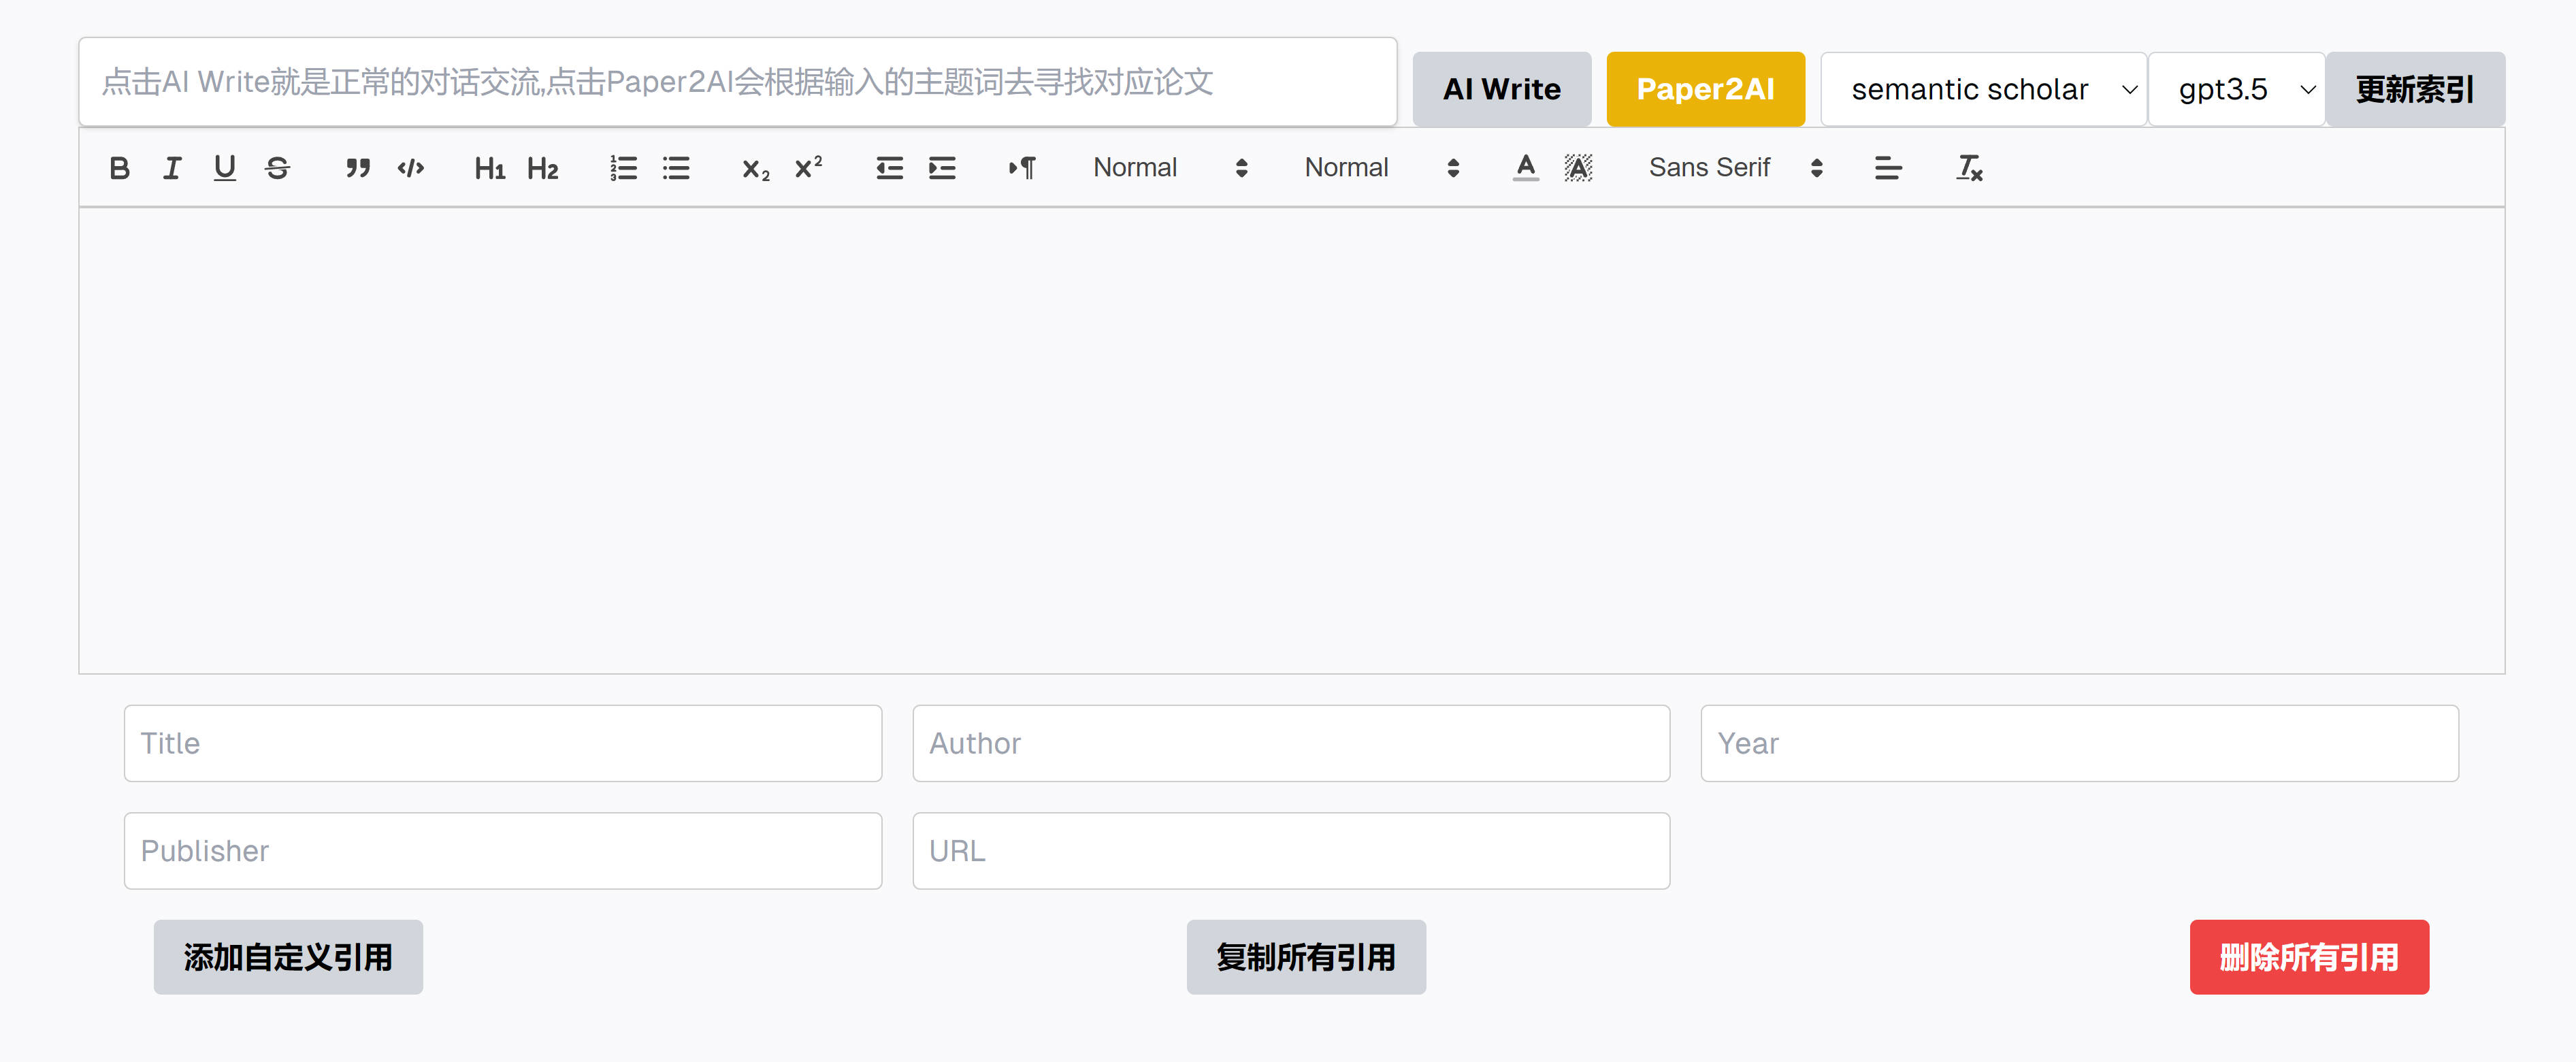 点击AI Write就是正常的对话交流,点击Paper2AI会根据输入的主题词去寻找对应论文 AI Write Paper2AI semantic scholar gpt3.5 更新索引
B I U S H1 H2 x2 x2 Normal Normal A A Sans Serif Tx
Title Author Year
Publisher URL
添加自定义引用 复制所有引用 删除所有引用